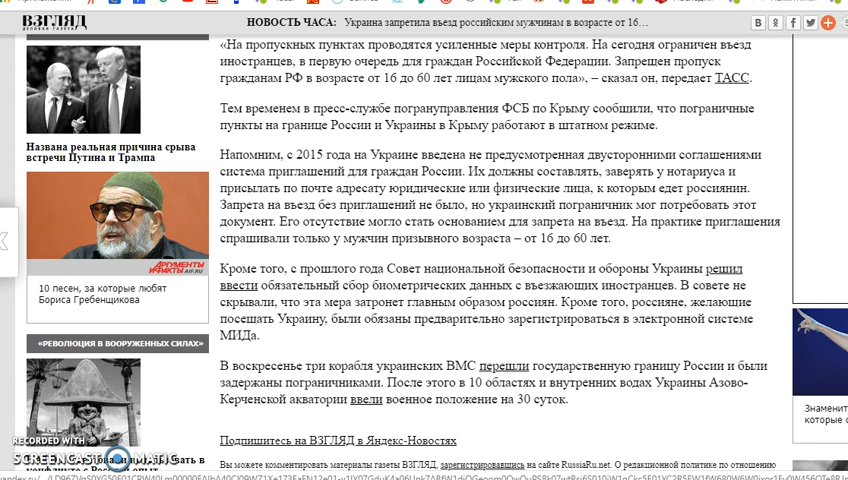 ВЗГЛЯД
ДЕЛОВАЯ ГАЗЕТА
НОВОСТЬ ЧАСА: Украина запретила въезд российским мужчинам в возрасте от 16…
«На пропускных пунктах проводятся усиленные меры контроля. На сегодня ограничен въезд
иностранцев, в первую очередь для граждан Российской Федерации. Запрещен пропуск
гражданам РФ в возрасте от 16 до 60 лет лицам мужского пола», – сказал он, передает ТАСС.
Тем временем в пресс-службе погрануправления ФСБ по Крыму сообщили, что пограничные
пункты на границе России и Украины в Крыму работают в штатном режиме.
Напомним, с 2015 года на Украине введена не предусмотренная двусторонними соглашениями
система приглашений для граждан России. Их должны составлять, заверять у нотариуса и
присылать по почте адресату юридические или физические лица, к которым едет россиянин.
Запрета на въезд без приглашений не было, но украинский пограничник мог потребовать этот
документ. Его отсутствие могло стать основанием для запрета на въезд. На практике приглашения
спрашивали только у мужчин призывного возраста – от 16 до 60 лет.
Кроме того, с прошлого года Совет национальной безопасности и обороны Украины решил
ввести обязательный сбор биометрических данных с въезжающих иностранцев. В совете не
скрывали, что эта мера затронет главным образом россиян. Кроме того, россияне, желающие
посещать Украину, были обязаны предварительно зарегистрироваться в электронной системе
МИДа.
В воскресенье три корабля украинских ВМС перешли государственную границу России и были
задержаны пограничниками. После этого в 10 областях и внутренних водах Украины Азово-
Керченской акватории ввели военное положение на 30 суток.
Подпишитесь на ВЗГЛЯД в Яндекс-Новостях
Вы можете комментировать материалы газеты ВЗГЛЯД, зарегистрировавшись на сайте RussiaRu.net. О редакционной политике по отношению
Названа реальная причина срыва
встречи Путина и Трампа
АРГУМЕНТЫ
И ФАКТЫ AIF.RU
10 песен, за которые любят
Бориса Гребенщикова
«РЕВОЛЮЦИЯ В ВООРУЖЕННЫХ СИЛАХ»
RECORDED WITH
SCREENCAST MATIC
Знаменит
которые с